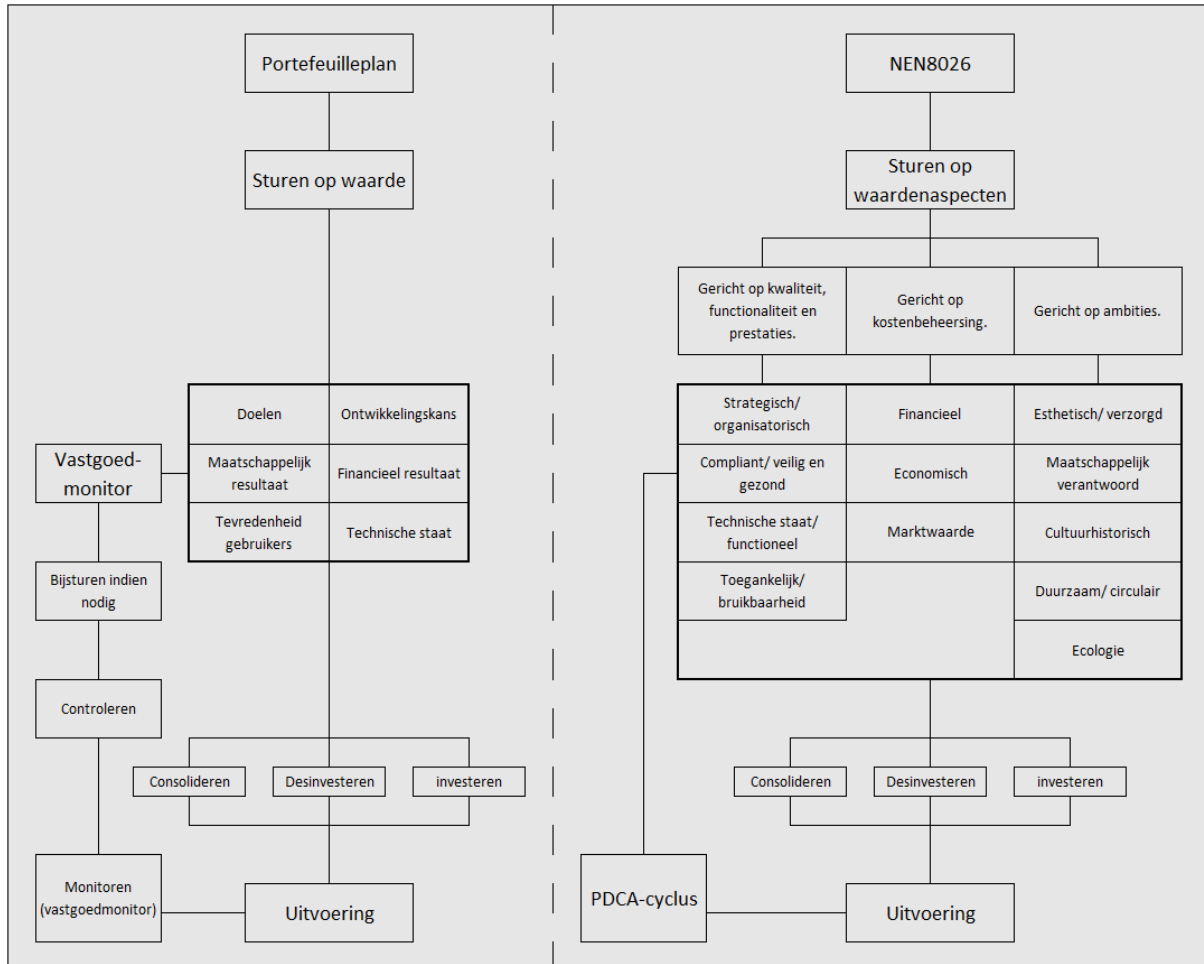 Portefeuilleplan
Sturen op waarde
Doelen
Ontwikkelingskans
Maatschappelijk
resultaat
Financieel resultaat
Tevredenheid
gebruikers
Technische staat
Vastgoed-
monitor
Bijsturen indien
nodig
Controleren
Consolideren
Desinvesteren
investeren
Monitoren
(vastgoedmonitor)
Uitvoering
NEN8026
Sturen op
waardenaspecten
Gericht op kwaliteit,
functionaliteit en
prestaties.
Gericht op
kostenbeheersing.
Gericht op ambities.
Strategisch/
organisatorisch
Financieel
Esthetisch/ verzorgd
Compliant/ veilig en
gezond
Economisch
Maatschappelijk
verantwoord
Technische staat/
functioneel
Marktwaarde
Cultuurhistorisch
Toegankelijk/
bruikbaarheid
Duurzaam/ circulair
Ecologie
Consolideren
Desinvesteren
investeren
PDCA-cyclus
Uitvoering